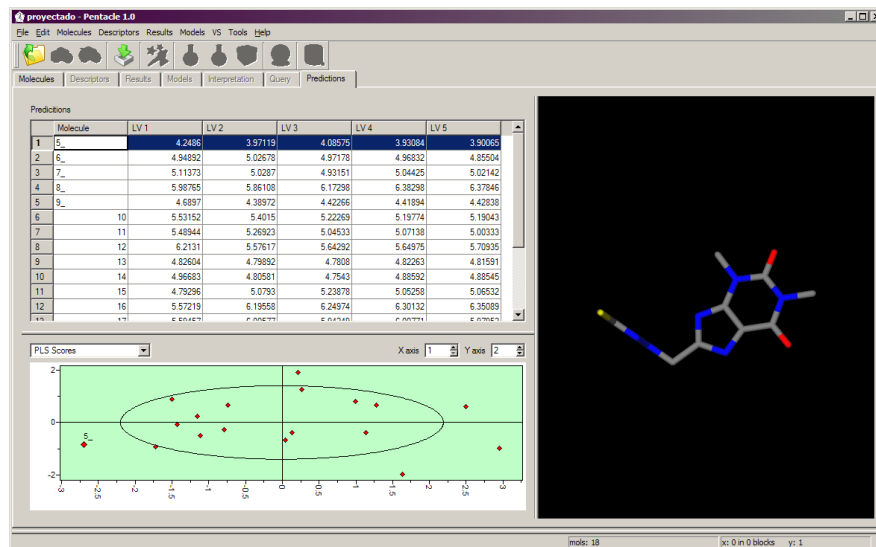 proyectado - Pentacle 1.0
File Edit Molecules Descriptors Results Models VS Tools Help
Molecules Descriptors Results Models Interpretation Query Predictions
Predictions
Molecule LV 1 LV 2 LV 3 LV 4 LV 5
1 5_ 4.2486 3.97119 4.08575 3.93084 3.90065
2 6_ 4.94892 5.02678 4.97178 4.96832 4.85504
3 7_ 5.11373 5.0287 4.93151 5.04425 5.02142
4 8_ 5.98765 5.86108 6.17298 6.38298 6.37846
5 9_ 4.6897 4.38972 4.42266 4.41894 4.42838
6 10 5.53152 5.4015 5.22269 5.19774 5.19043
7 11 5.48944 5.26923 5.04533 5.07138 5.00333
8 12 6.2131 5.57617 5.64292 5.64975 5.70935
9 13 4.82604 4.79892 4.7808 4.82263 4.81591
10 14 4.96683 4.80581 4.7543 4.88592 4.88545
11 15 4.79296 5.0793 5.23878 5.05258 5.06532
12 16 5.57219 6.19558 6.24974 6.30132 6.35089
PLS Scores X axis 1 Y axis 2
2
0
5_
-2
-3 -2.5 -2 -1.5 -1 -0.5 0 0.5 1 1.5 2 2.5 3
mols: 18 x: 0 in 0 blocks y: 1